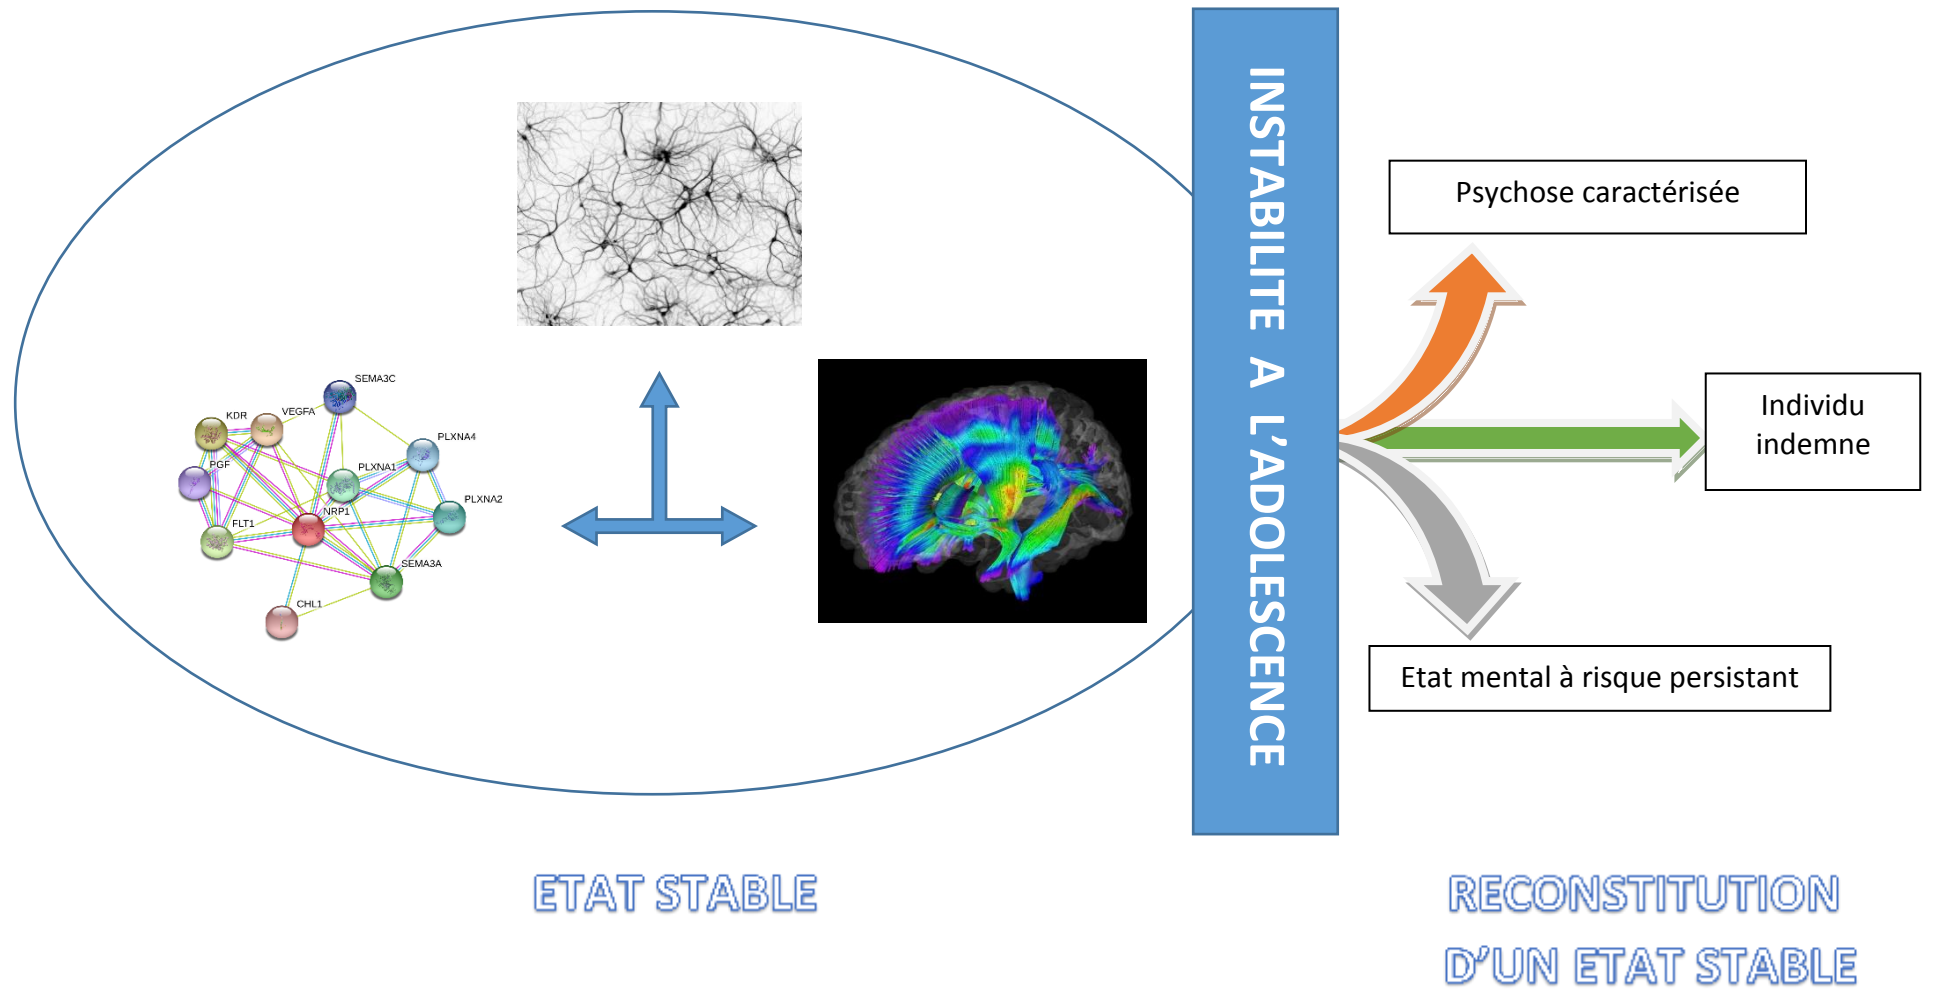 SEMA3C
KDR
VEGFA
PLXNA4
PGF
PLXNA1
PLXNA2
NRP1
FLT1
SEMA3A
CHL1
INSTABILITE A L'ADOLESCENCE
Psychose caractérisée
Individu
indemne
Etat mental à risque persistant
ETAT STABLE
RECONSTITUTION
D'UN ETAT STABLE